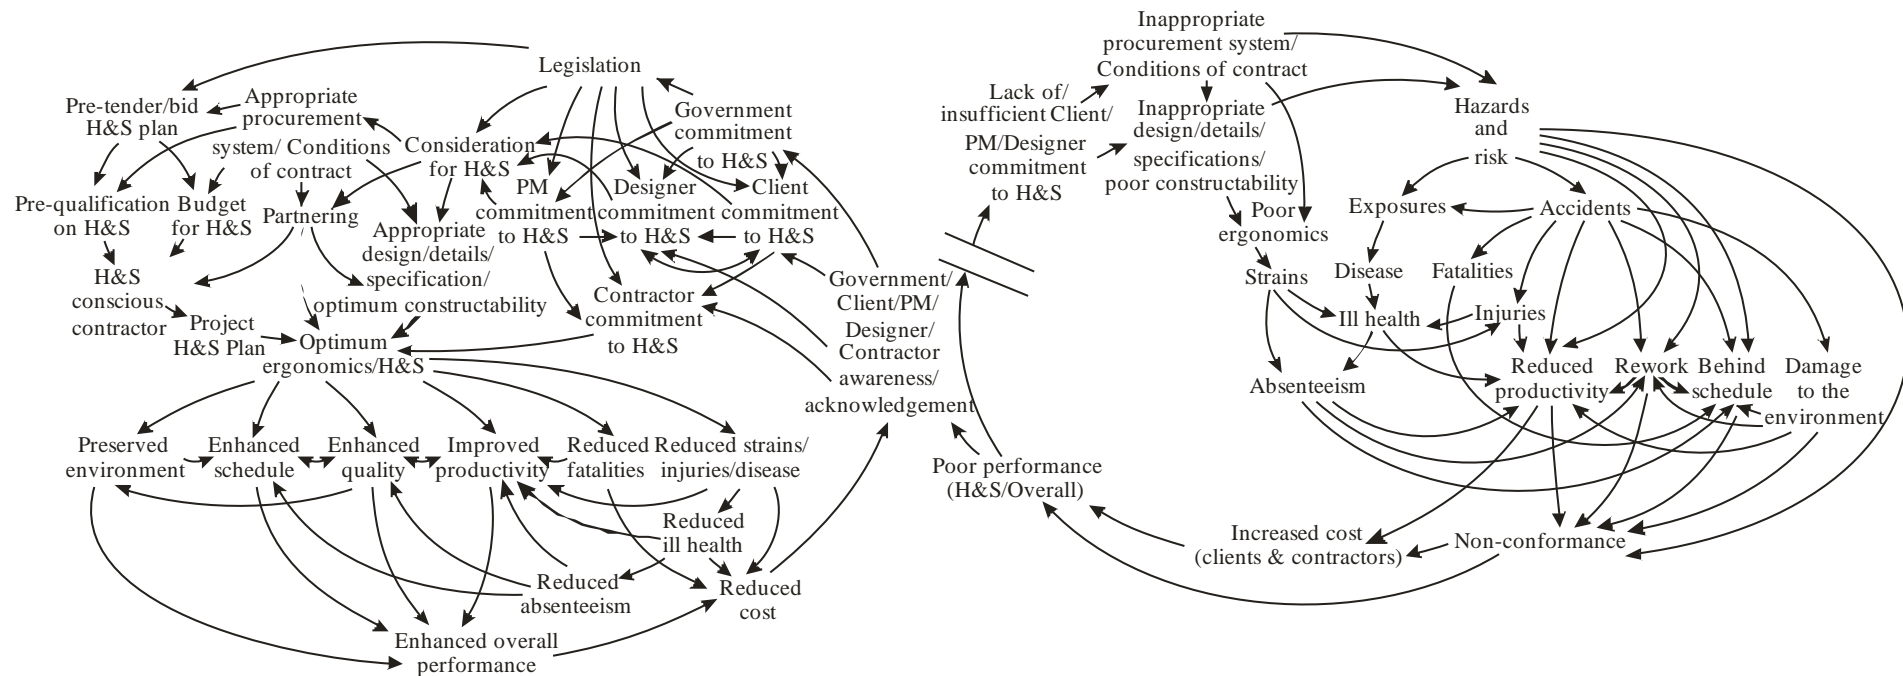 Legislation
Pre-tender/bid
H&S plan
Appropriate
procurement
system/ Conditions
of contract
Consideration
for H&S
Government
commitment
to H&S
PM
commitment
to H&S
Designer
commitment
to H&S
Client
commitment
to H&S
Pre-qualification
on H&S
Budget
for H&S
Partnering
Appropriate
design/details/
specification/
optimum constructability
H&S
conscious
contractor
Project
H&S Plan
Contractor
commitment
to H&S
Optimum
ergonomics/H&S
Government/
Client/PM/
Designer/
Contractor
awareness/
acknowledgement
Preserved
environment
Enhanced
schedule
Enhanced
quality
Improved
productivity
Reduced
fatalities
Reduced strains/
injuries/disease
Reduced
ill health
Reduced
absenteeism
Reduced
cost
Enhanced overall
performance
Inappropriate
procurement system/
Conditions of contract
Lack of/
insufficient Client/
PM/Designer
commitment
to H&S
Inappropriate
design/details/
specifications/
poor constructability
Hazards
and
risk
Poor
ergonomics
Exposures
Accidents
Strains
Disease
Fatalities
Ill health
Injuries
Absenteeism
Reduced
productivity
Rework
Behind
schedule
Damage
to the
environment
Poor performance
(H&S/Overall)
Increased cost
(clients & contractors)
Non-conformance